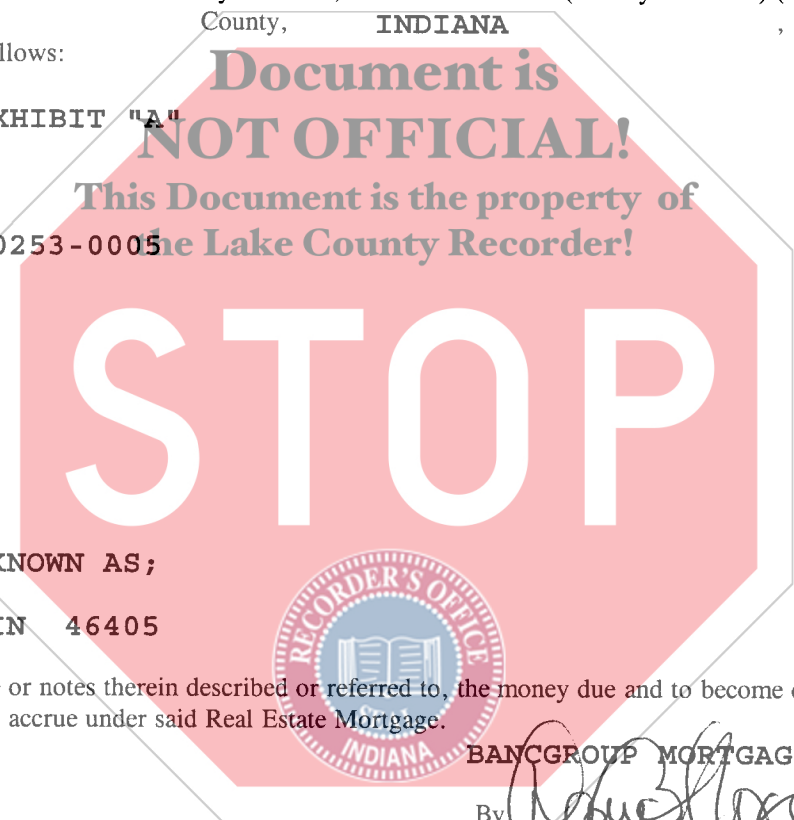 County, INDIANA ,
llows:
Document is
XHIBIT "A"
NOT OFFICIAL!
This Document is the property of
0253-0005
the Lake County Recorder!
STOP
KNOWN AS;
IN 46405
RECORDER'S OFFICE
SEAL
INDIANA
or notes therein described or referred to, the money due and to become
accrue under said Real Estate Mortgage.
BANCGROUP MORTGAG
By